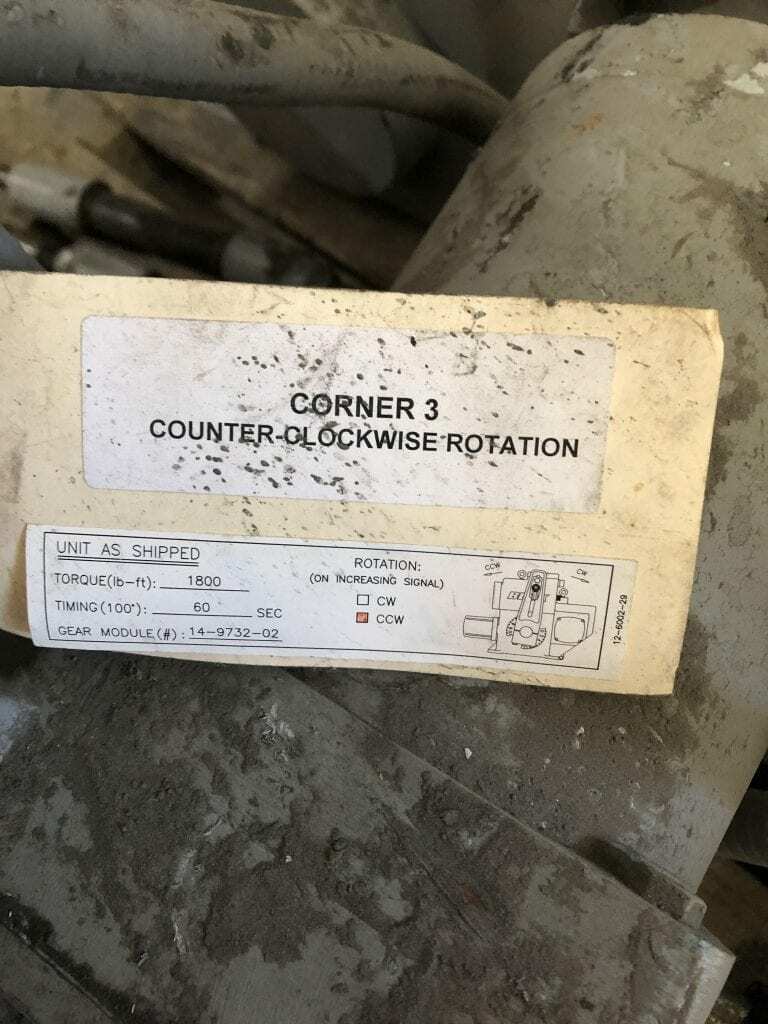 CORNER 3
COUNTER-CLOCKWISE ROTATION
UNIT AS SHIPPED
TORQUE(lb-ft): 1800
TIMING(100°): 60 SEC
GEAR MODULE(#): 14-9732-02
ROTATION:
(ON INCREASING SIGNAL)
CW
CCW
CCW
CW
12-6002-29